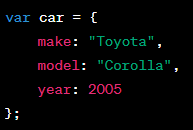 var car = {
    make: "Toyota",
    model: "Corolla",
    year: 2005
};